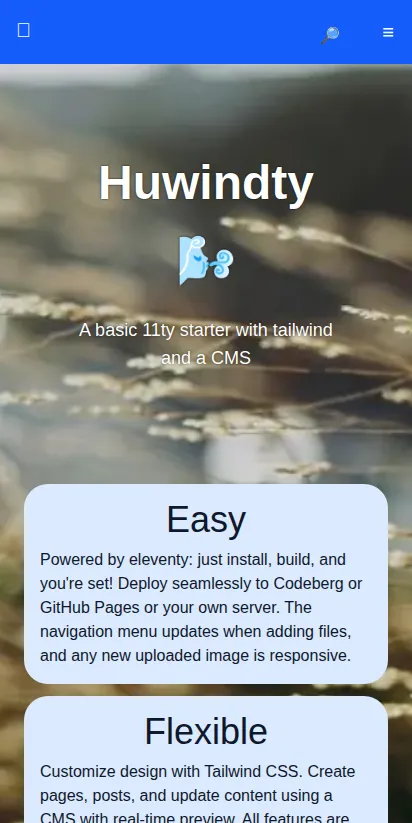 Huwindty
A basic 11ty starter with tailwind
and a CMS
Easy
Powered by eleventy: just install, build, and
you're set! Deploy seamlessly to Codeberg or
GitHub Pages or your own server. The
navigation menu updates when adding files,
and any new uploaded image is responsive.
Flexible
Customize design with Tailwind CSS. Create
pages, posts, and update content using a
CMS with real-time preview. All features are